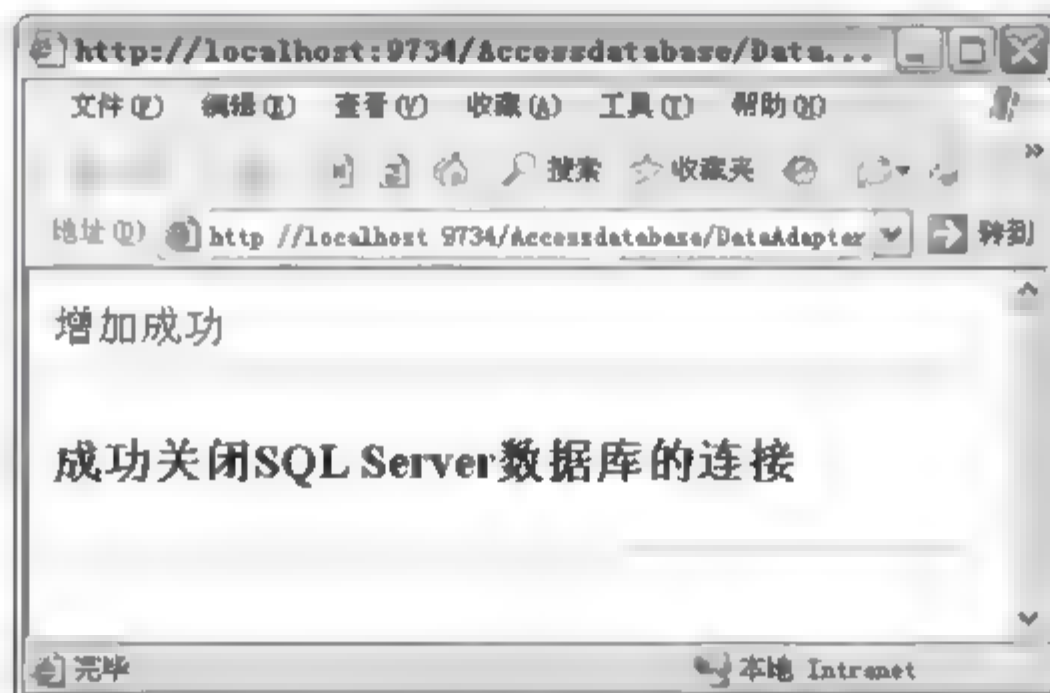 http://localhost:9734/Accessdatabase/Data...
文件(F) 编辑(E) 查看(V) 收藏(A) 工具(T) 帮助(H)
搜索 收藏夹 »
地址(D) http //localhost 9734/Accessdatabase/DataAdapter 转到
增加成功
成功关闭SQL Server数据库的连接
完毕 本地 Intranet